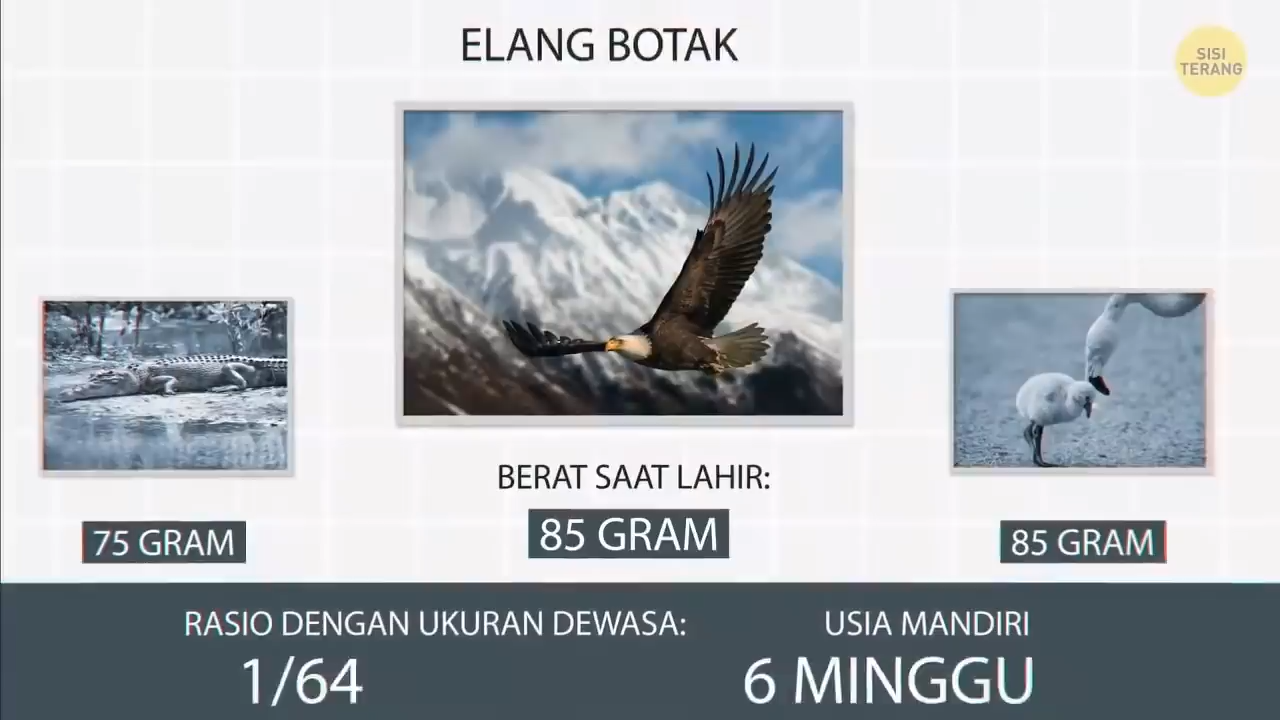 ELANG BOTAK
SISI
TERANG
BERAT SAAT LAHIR:
75 GRAM
85 GRAM
85 GRAM
RASIO DENGAN UKURAN DEWASA:
1/64
USIA MANDIRI
6 MINGGU